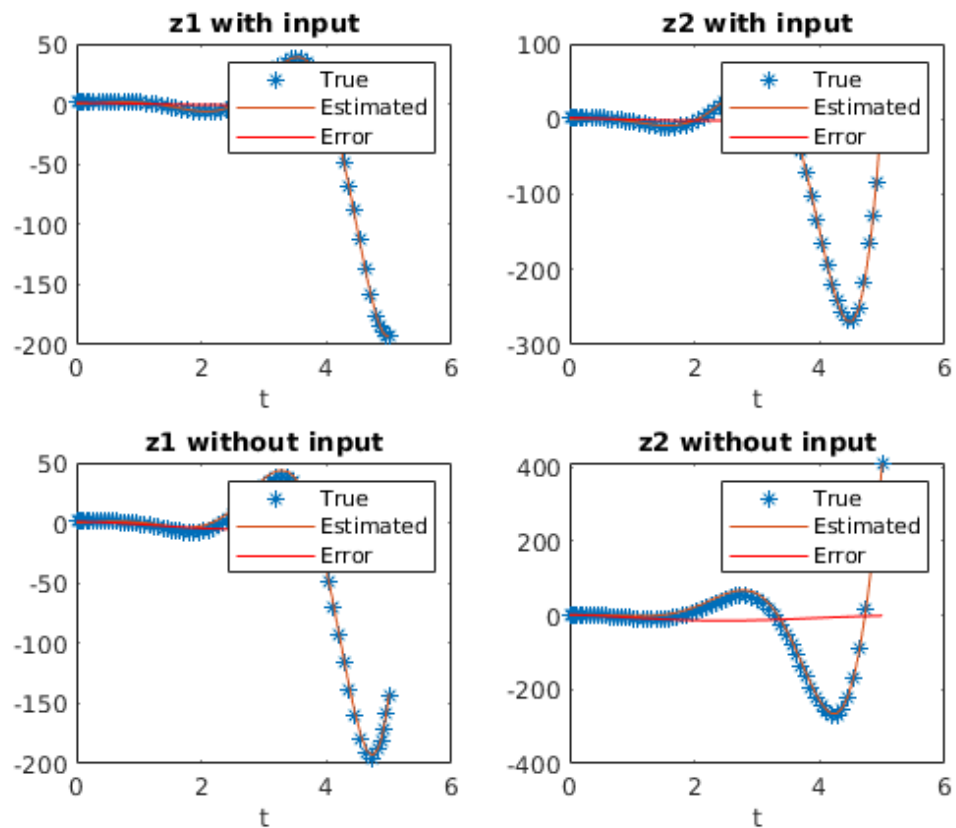 z1 with input
50
0
-50
-100
-150
-200
True
Estimated
Error
0 2 4 6
t
z2 with input
100
0
-100
-200
-300
True
Estimated
Error
0 2 4 6
t
z1 without input
50
0
-50
-100
-150
-200
True
Estimated
Error
0 2 4 6
t
z2 without input
400
200
0
-200
-400
True
Estimated
Error
0 2 4 6
t